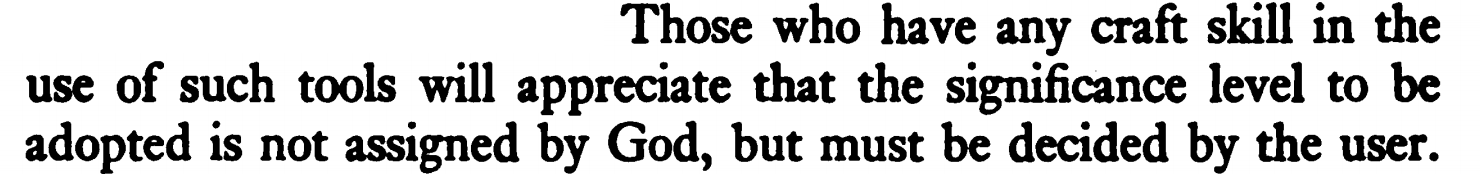 Those who have any craft skill in the
use of such tools will appreciate that the significance level to be
adopted is not assigned by God, but must be decided by the user.